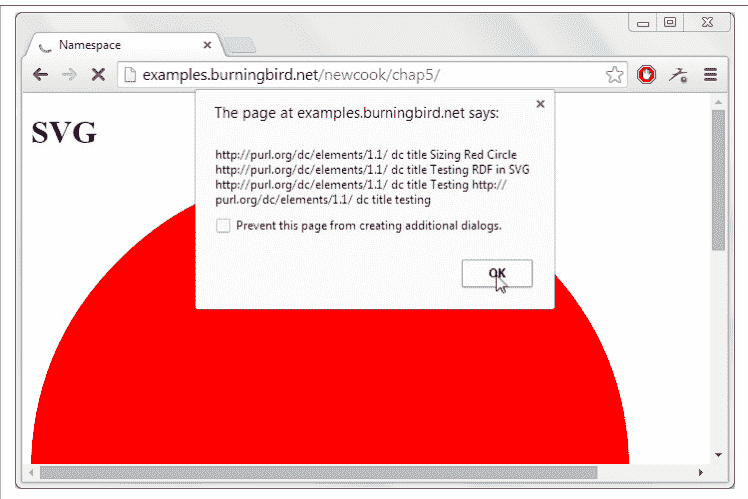 Namespace
examples.burningbird.net/newcook/chap5/
SVG
The page at examples.burningbird.net says:
http://purl.org/dc/elements/1.1/ dc title Sizing Red Circle
http://purl.org/dc/elements/1.1/ dc title Testing RDF in SVG
http://purl.org/dc/elements/1.1/ dc title Testing http://
purl.org/dc/elements/1.1/ dc title testing
Prevent this page from creating additional dialogs.
OK